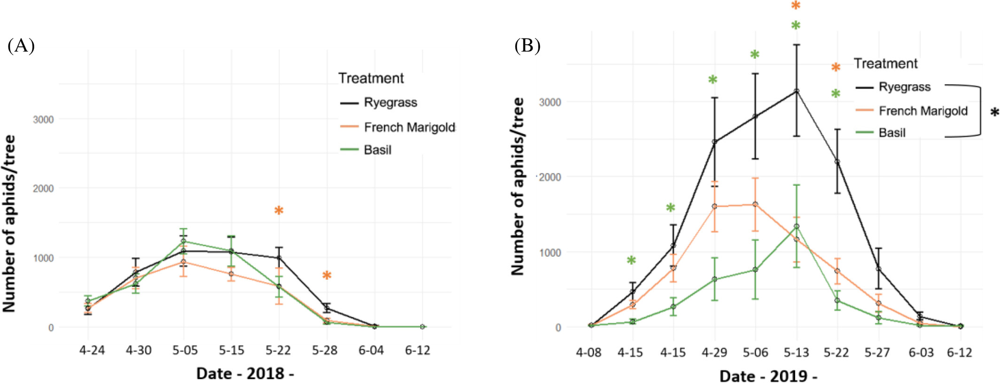 (A)
Number of aphids/tree
3000
2000
1000
0
Treatment
Ryegrass
French Marigold
Basil
*
*
4-24 4-30 5-05 5-15 5-22 5-28 6-04 6-12
Date - 2018 -
(B)
Number of aphids/tree
3000
2000
1000
0
*
*
*
*
*
*
*
*
Treatment
Ryegrass
French Marigold
Basil
*
4-08 4-15 4-15 4-29 5-06 5-13 5-22 5-27 6-03 6-12
Date - 2019 -